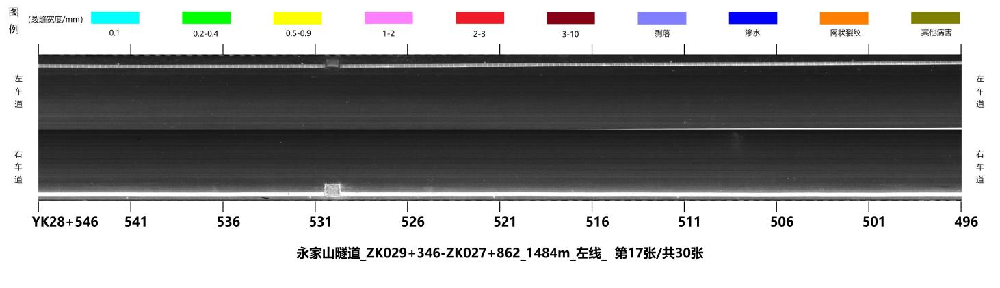 图例 (裂缝宽度/mm)
0.1 0.2-0.4 0.5-0.9 1-2 2-3 3-10 剥落 渗水 网状裂纹 其他病害
左车道 左车道
右车道 右车道
YK28+546 541 536 531 526 521 516 511 506 501 496
永家山隧道_ZK029+346-ZK027+862_1484m_左线_ 第17张/共30张